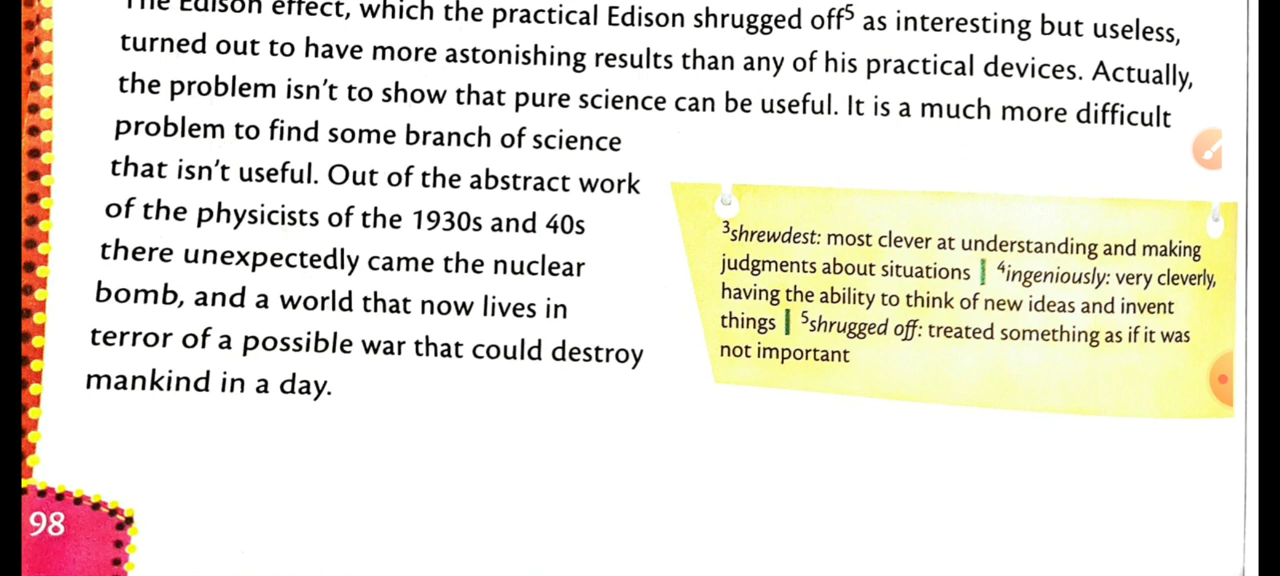 The Edison effect, which the practical Edison shrugged off⁵ as interesting but useless,
turned out to have more astonishing results than any of his practical devices. Actually,
the problem isn't to show that pure science can be useful. It is a much more difficult
problem to find some branch of science
that isn't useful. Out of the abstract work
of the physicists of the 1930s and 40s
there unexpectedly came the nuclear
bomb, and a world that now lives in
terror of a possible war that could destroy
mankind in a day.
³shrewdest: most clever at understanding and making
judgments about situations | ⁴ingeniously: very cleverly,
having the ability to think of new ideas and invent
things | ⁵shrugged off: treated something as if it was
not important
98